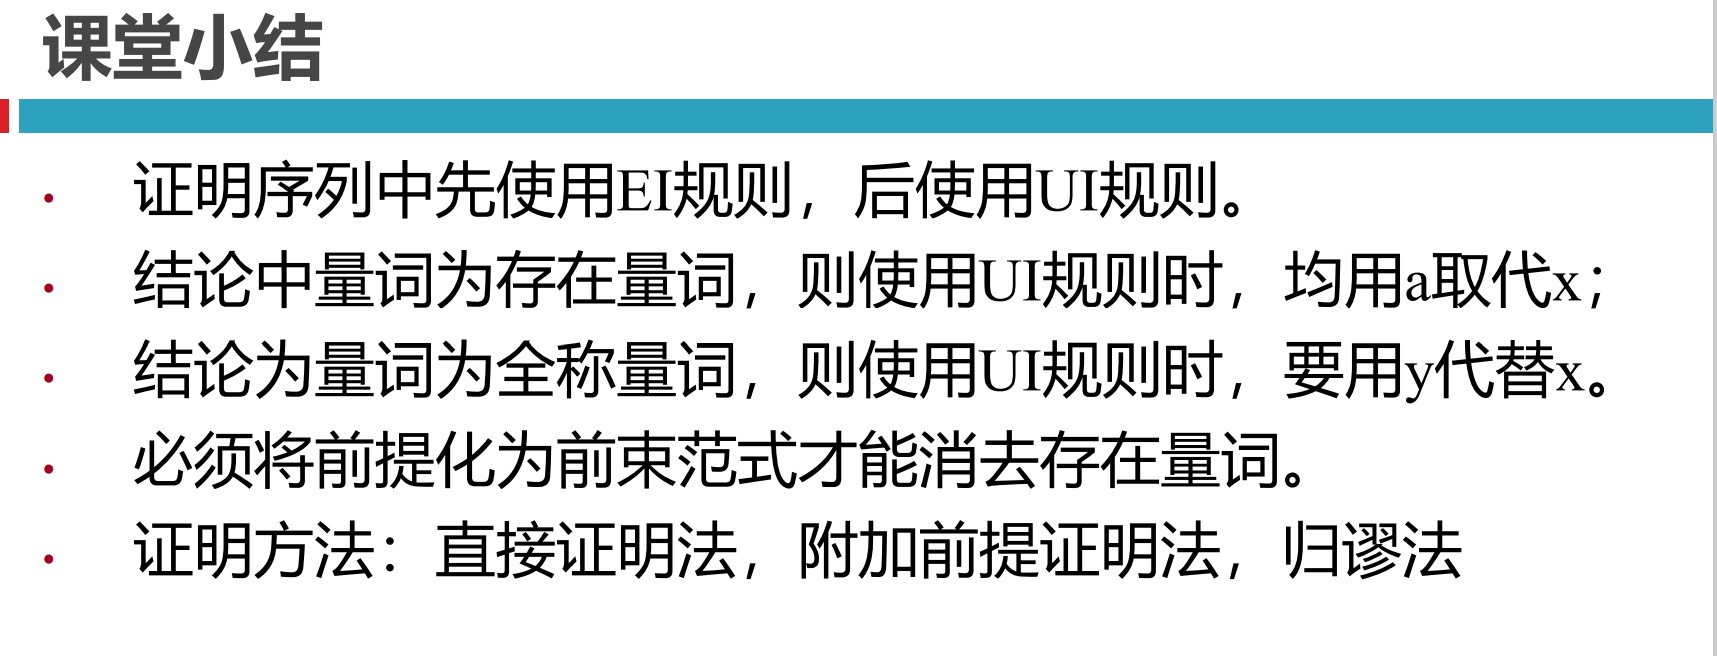 课堂小结
• 证明序列中先使用EI规则，后使用UI规则。
• 结论中量词为存在量词，则使用UI规则时，均用a取代x；
• 结论为量词为全称量词，则使用UI规则时，要用y代替x。
• 必须将前提化为前束范式才能消去存在量词。
• 证明方法：直接证明法，附加前提证明法，归谬法